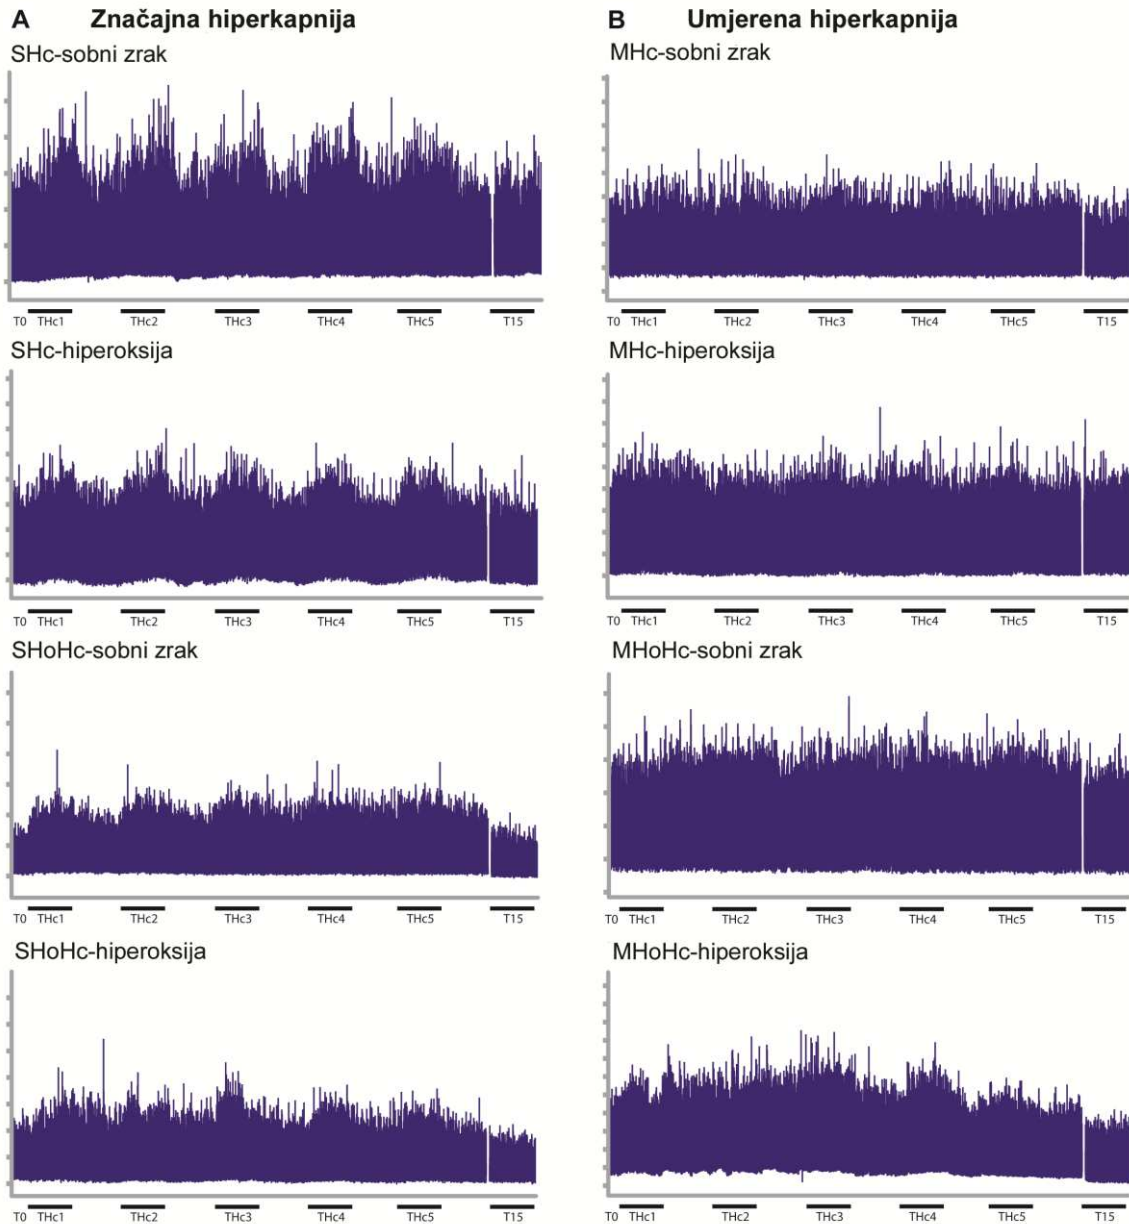 A Značajna hiperkapnija
SHc-sobni zrak
T0 THc1 THc2 THc3 THc4 THc5 T15
SHc-hiperoksija
T0 THc1 THc2 THc3 THc4 THc5 T15
SHoHc-sobni zrak
T0 THc1 THc2 THc3 THc4 THc5 T15
SHoHc-hiperoksija
T0 THc1 THc2 THc3 THc4 THc5 T15
B Umjerena hiperkapnija
MHc-sobni zrak
T0 THc1 THc2 THc3 THc4 THc5 T15
MHc-hiperoksija
T0 THc1 THc2 THc3 THc4 THc5 T15
MHoHc-sobni zrak
T0 THc1 THc2 THc3 THc4 THc5 T15
MHoHc-hiperoksija
T0 THc1 THc2 THc3 THc4 THc5 T15